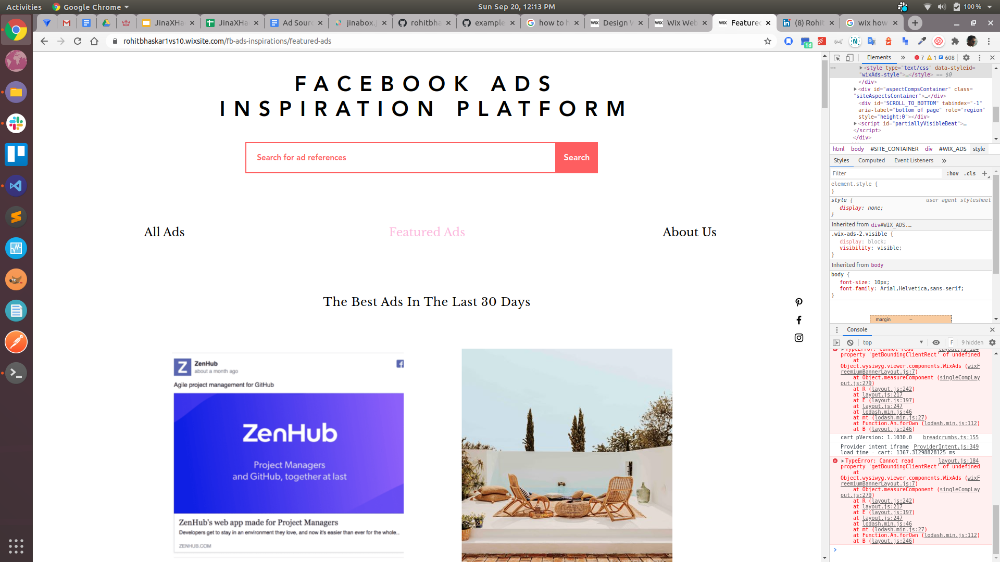 Activities
Google Chrome
Sun Sep 20, 12:13 PM
100 %
JinaXHa
JinaXHa
Ad Sourc
jinabox.j
rohitbha
example
how to h
WIX Design W
WIX Wix Web
WIX Featured
(8) Rohit
wix how
rohitbhaskar1vs10.wixsite.com/fb-ads-inspirations/featured-ads
1d
FACEBOOK ADS
INSPIRATION PLATFORM
Search for ad references
Search
All Ads
Featured Ads
About Us
The Best Ads In The Last 30 Days
Z
ZenHub
about a month ago
Agile project management for GitHub
ZenHub
Project Managers
and GitHub, together at last
ZenHub's web app made for Project Managers
Developers get to stay in an environment they love, and now it's easier than ever for the whole..
ZENHUB.COM
Elements
7
1
608
<style type="text/css" data-styleid=
"wixAds-style">…</style> == $0
</div>
<div id="aspectCompsContainer" class=
"siteAspectsContainer">…</div>
<div id="SCROLL_TO_BOTTOM" tabindex="-1"
aria-label="bottom of page" role="region"
style="height:0"></div>
<script id="partiallyVisibleBeat">…
</script>
</div>
html body #SITE_CONTAINER div #WIX_ADS style
Styles Computed Event Listeners
Filter
:hov .cls
element.style {
}
style { user agent stylesheet
display: none;
}
Inherited from div#WIX_ADS.…
.wix-ads-2.visible {
display: block;
visibility: visible;
}
Inherited from body
body {
font-size: 10px;
font-family: Arial,Helvetica,sans-serif;
}
margin –
Console
top
F
9 hidden
TypeError: Cannot read layout.js:184
property 'getBoundingClientRect' of undefined
at
Object.wysiwyg.viewer.components.WixAds (wixF
reemiumBannerLayout.js:7)
at Object.measureComponent (singleCompLay
out.js:279)
at R (layout.js:242)
at layout.js:217
at E (layout.js:197)
at layout.js:247
at lodash.min.js:46
at mt (lodash.min.js:27)
at Function.An.forOwn (lodash.min.js:112)
at B (layout.js:246)
cart pVersion: 1.1030.0 breadcrumbs.ts:155
Provider intent iframe ProviderIntent.js:349
load time - cart: 1367.31298828125 ms
TypeError: Cannot read layout.js:184
property 'getBoundingClientRect' of undefined
at
Object.wysiwyg.viewer.components.WixAds (wixF
reemiumBannerLayout.js:7)
at Object.measureComponent (singleCompLay
out.js:279)
at R (layout.js:242)
at layout.js:217
at E (layout.js:197)
at layout.js:247
at lodash.min.js:46
at mt (lodash.min.js:27)
at Function.An.forOwn (lodash.min.js:112)
at B (layout.js:246)